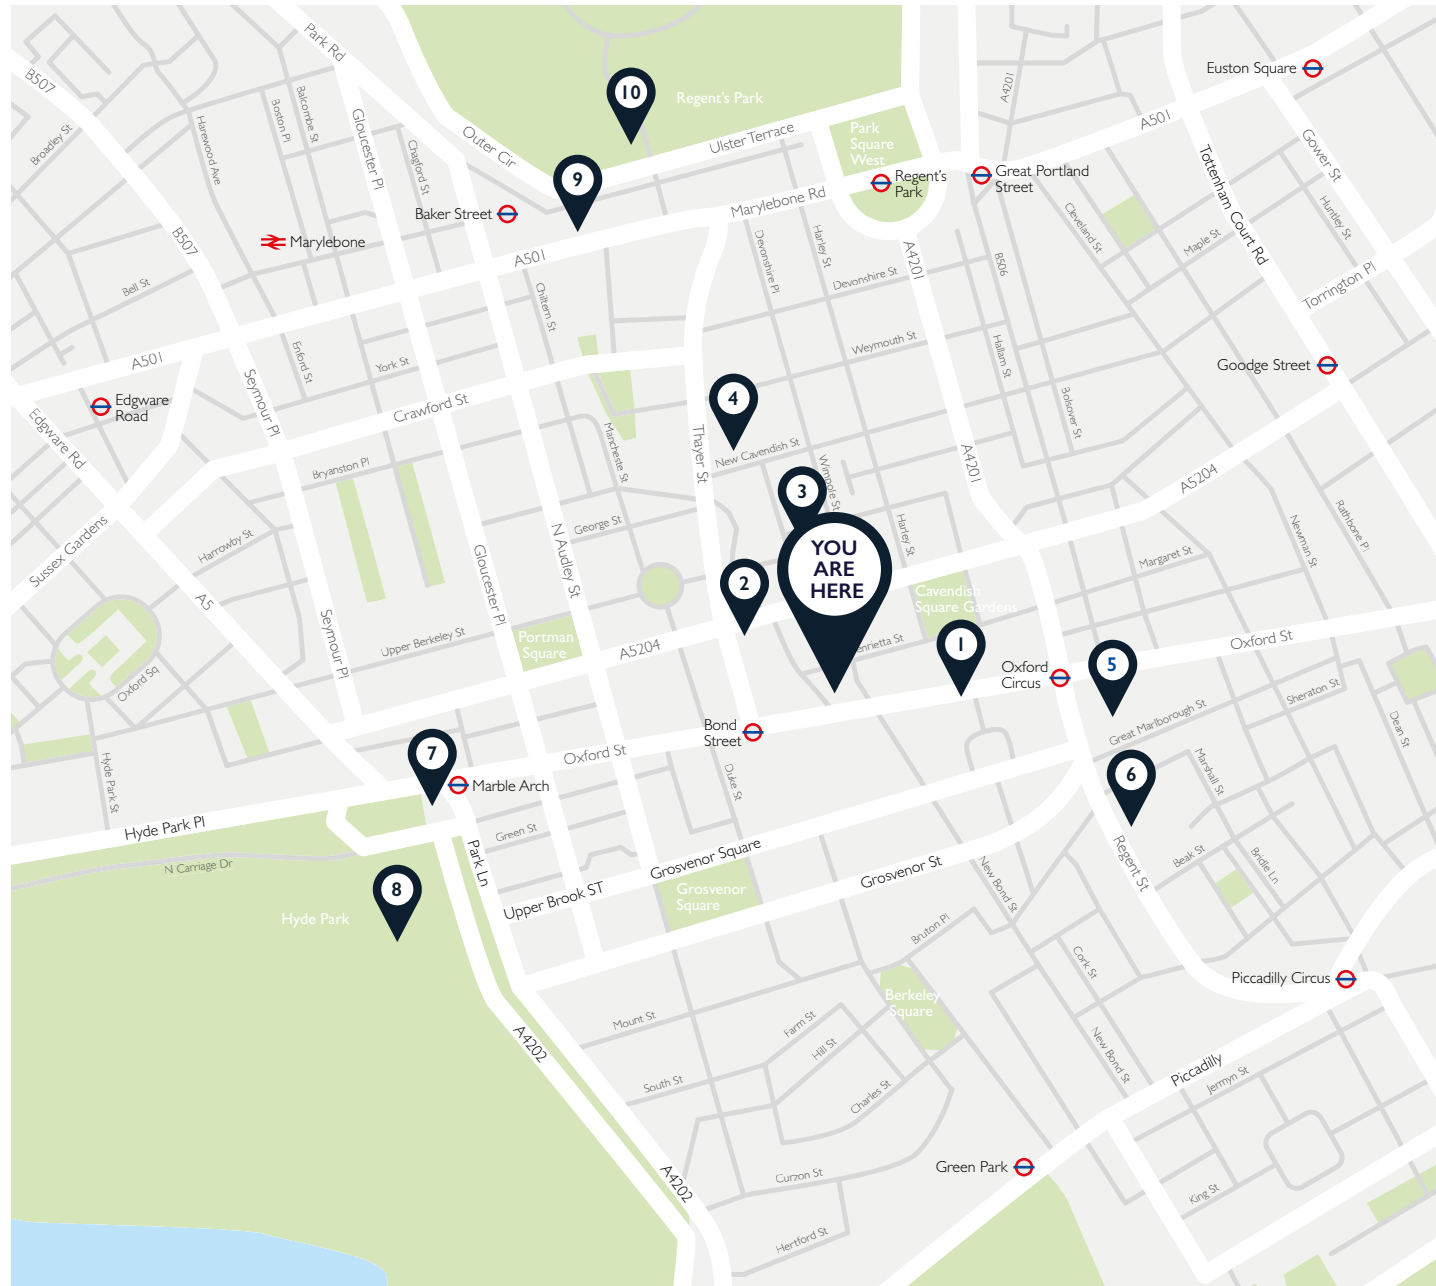 Park Rd
B507
Broadley St
Harewood Ave
Boston Pl
Balcombe St
Gloucester Pl
Chagford St
Outer Cir
10
Regent's Park
Ulster Terrace
Park
Square
West
A4201
A501
Euston Square
Gower St
Tottenham Court Rd
Huntley St
Torrington Pl
9
Baker Street
Marylebone
B507
Bell St
A501
Marylebone Rd
Regent's
Park
Great Portland
Street
Cleveland St
Maple St
Devonshire Pl
Harley St
Devonshire St
A4201
B506
Chiltern St
Weymouth St
Hallam St
Goodge Street
A501
Enford St
York St
Edgware
Road
Edgware Rd
Seymour Pl
Crawford St
Bryanston Pl
Mancheste St
Thayer St
4
New Cavendish St
Wimpole St
3
Bolsover St
A4201
A5204
Rathbone Pl
Newman St
Margaret St
Harley St
Sussex Gardens
Harrowby St
A5
George St
N Audley St
Gloucester Pl
YOU
ARE
HERE
2
Cavendish
Square Gardens
Seymour Pl
Upper Berkeley St
Portman
Square
A5204
enrietta St
1
Oxford
Circus
5
Oxford St
Oxford Sq
Hyde Park St
7
Marble Arch
Oxford St
Bond
Street
Duke St
Great Marlborough St
Sheraton St
Dean St
Marshall St
6
Hyde Park Pl
N Carriage Dr
Park Ln
Green St
Upper Brook ST
Grosvenor Square
Grosvenor
Square
Grosvenor St
New Bond St
Regent St
Beak St
Bridle Ln
8
Hyde Park
Bruton Pl
Cork St
Berkeley
Square
Piccadilly Circus
A4202
Mount St
Farm St
Hill St
South St
Charles St
New Bond St
Piccadilly
Jermyn St
A4202
Curzon St
Green Park
King St
Hertford St